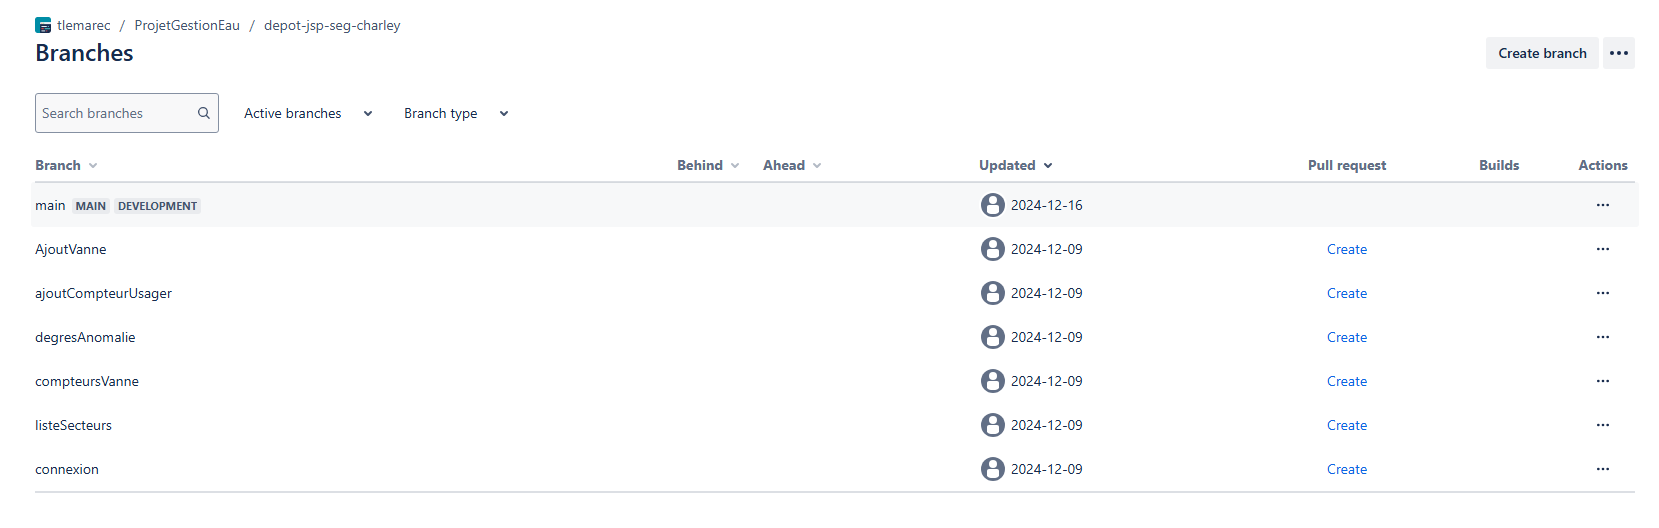 tlemarec / ProjetGestionEau / depot-jsp-seg-charley
Branches
Create branch
Search branches Active branches Branch type
Branch Behind Ahead Updated Pull request Builds Actions
main MAIN DEVELOPMENT 2024-12-16
AjoutVanne 2024-12-09 Create
ajoutCompteurUsager 2024-12-09 Create
degresAnomalie 2024-12-09 Create
compteursVanne 2024-12-09 Create
listeSecteurs 2024-12-09 Create
connexion 2024-12-09 Create